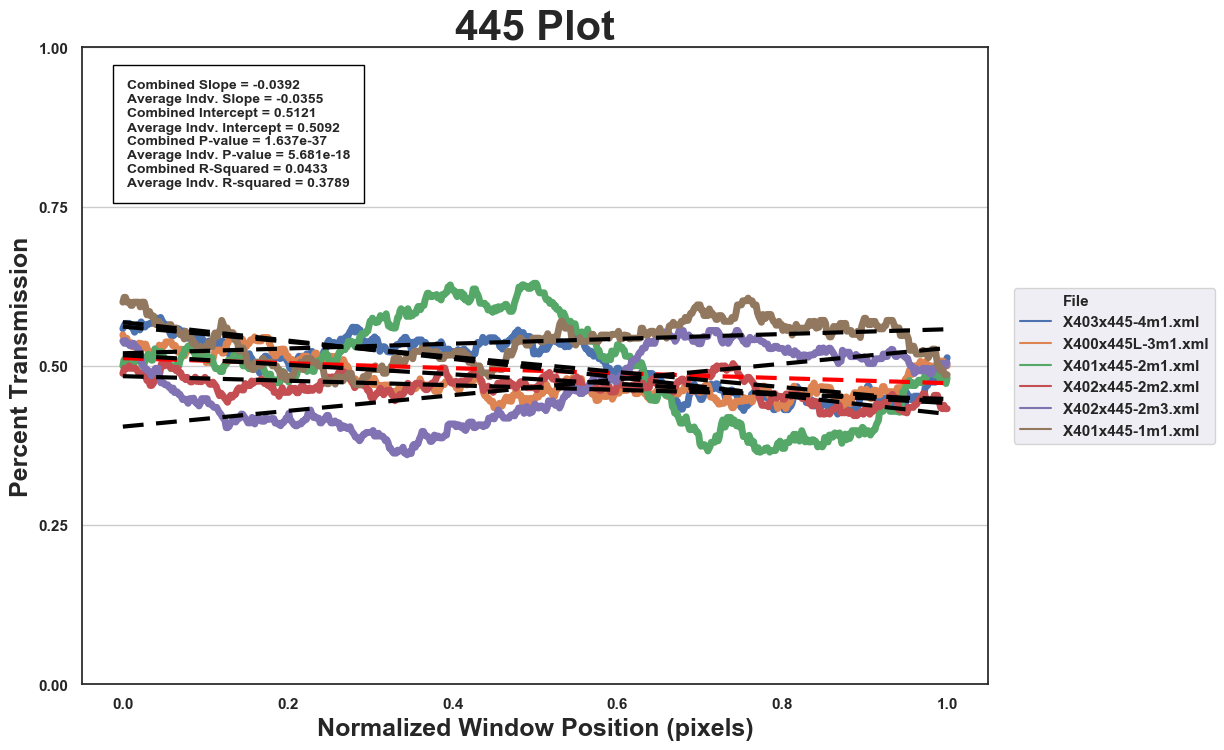 445 Plot
Combined Slope = -0.0392
Average Indv. Slope = -0.0355
Combined Intercept = 0.5121
Average Indv. Intercept = 0.5092
Combined P-value = 1.637e-37
Average Indv. P-value = 5.681e-18
Combined R-Squared = 0.0433
Average Indv. R-squared = 0.3789
1.00
0.75
0.50
0.25
0.00
Percent Transmission
0.0 0.2 0.4 0.6 0.8 1.0
Normalized Window Position (pixels)
File
X403x445-4m1.xml
X400x445L-3m1.xml
X401x445-2m1.xml
X402x445-2m2.xml
X402x445-2m3.xml
X401x445-1m1.xml